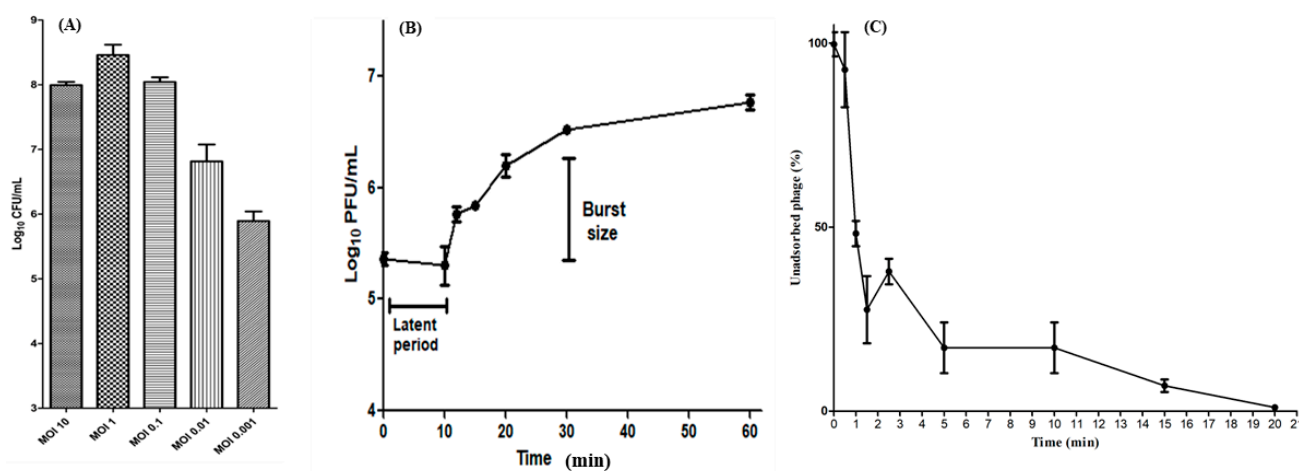 (A)
Log10 CFU/mL
9
8
7
6
5
4
3
MOI 10
MOI 1
MOI 0.1
MOI 0.01
MOI 0.001
(B)
Log10 PFU/mL
7
6
5
4
Burst
size
Latent
period
0 10 20 30 40 50 60
Time (min)
(C)
Unadsorbed phage (%)
100
50
0
0 1 2 3 4 5 6 7 8 9 10 11 12 13 14 15 16 17 18 19 20 21
Time (min)